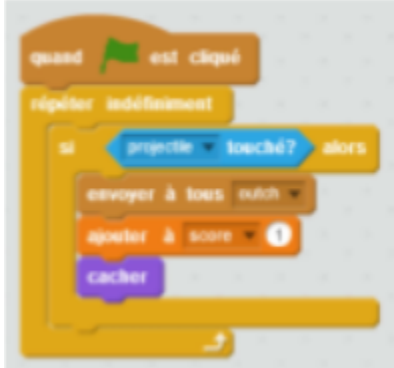 quand est cliqué
répéter indéfiniment
si projectile touché? alors
envoyer à tous outch
ajouter à score 1
cacher